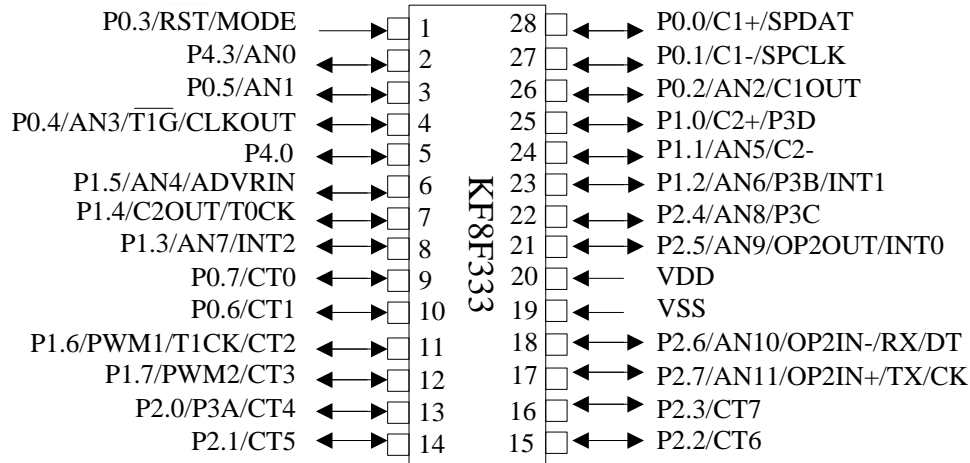 P0.3/RST/MODE 1 28 P0.0/C1+/SPDAT
P4.3/AN0 2 27 P0.1/C1-/SPCLK
P0.5/AN1 3 26 P0.2/AN2/C1OUT
P0.4/AN3/T̅1̅G̅/CLKOUT 4 25 P1.0/C2+/P3D
P4.0 5 24 P1.1/AN5/C2-
P1.5/AN4/ADVRIN 6 23 P1.2/AN6/P3B/INT1
P1.4/C2OUT/T0CK 7 22 P2.4/AN8/P3C
P1.3/AN7/INT2 8 21 P2.5/AN9/OP2OUT/INT0
P0.7/CT0 9 20 VDD
P0.6/CT1 10 19 VSS
P1.6/PWM1/T1CK/CT2 11 18 P2.6/AN10/OP2IN-/RX/DT
P1.7/PWM2/CT3 12 17 P2.7/AN11/OP2IN+/TX/CK
P2.0/P3A/CT4 13 16 P2.3/CT7
P2.1/CT5 14 15 P2.2/CT6
KF8F333